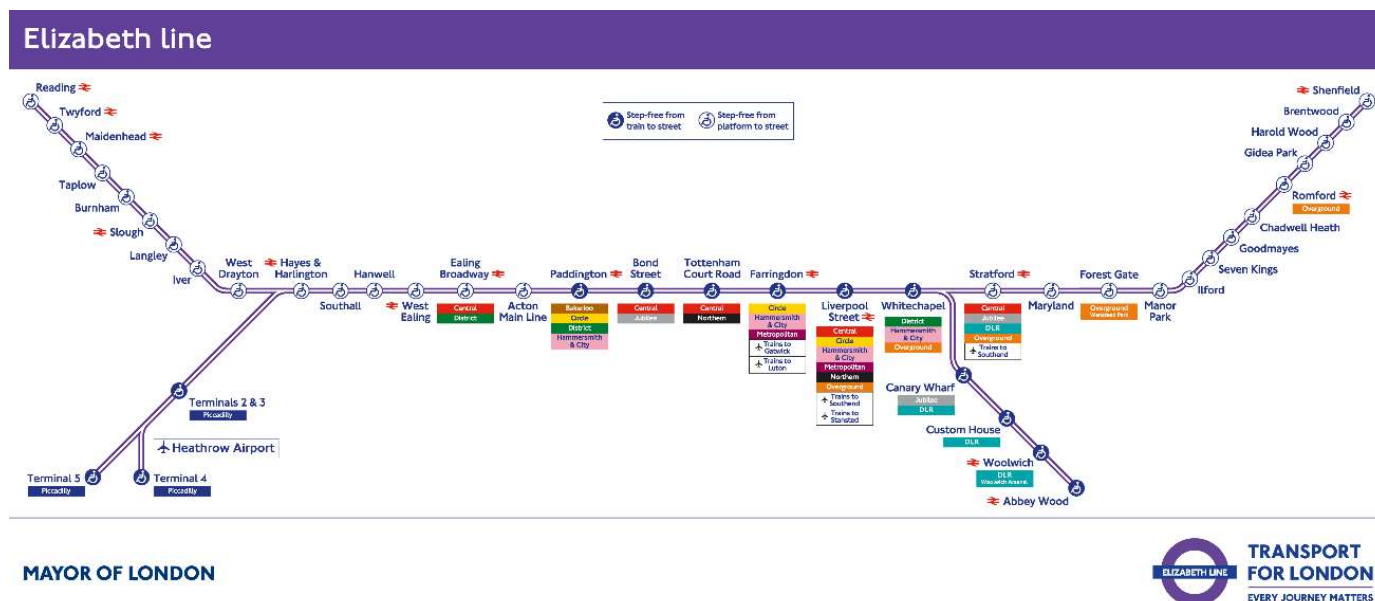 Elizabeth line
Reading
Twyford
Maidenhead
Taplow
Burnham
Slough
Langley
Iver
West
Drayton
Hayes &
Harlington
Southall
Hanwell
West
Ealing
Ealing
Broadway
Central
District
Acton
Main Line
Paddington
Bakerloo
Circle
District
Hammersmith
& City
Bond
Street
Central
Jubilee
Tottenham
Court Road
Central
Northern
Farringdon
Circle
Hammersmith
& City
Metropolitan
Trains to
Gatwick
Trains to
Luton
Liverpool
Street
Central
Circle
Hammersmith
& City
Metropolitan
Northern
Overground
Trains to
Southend
Trains to
Stansted
Whitechapel
District
Hammersmith
& City
Overground
Stratford
Central
Jubilee
DLR
Overground
Trains to
Southend
Maryland
Forest Gate
Overground
Wanstead Park
Manor
Park
Ilford
Seven Kings
Goodmayes
Chadwell Heath
Romford
Overground
Gidea Park
Harold Wood
Brentwood
Shenfield
Step-free from
train to street
Step-free from
platform to street
Terminals 2 & 3
Piccadilly
Heathrow Airport
Terminal 5
Piccadilly
Terminal 4
Piccadilly
Canary Wharf
Jubilee
DLR
Custom House
DLR
Woolwich
DLR
Woolwich Arsenal
Abbey Wood
MAYOR OF LONDON
ELIZABETH LINE
TRANSPORT
FOR LONDON
EVERY JOURNEY MATTERS